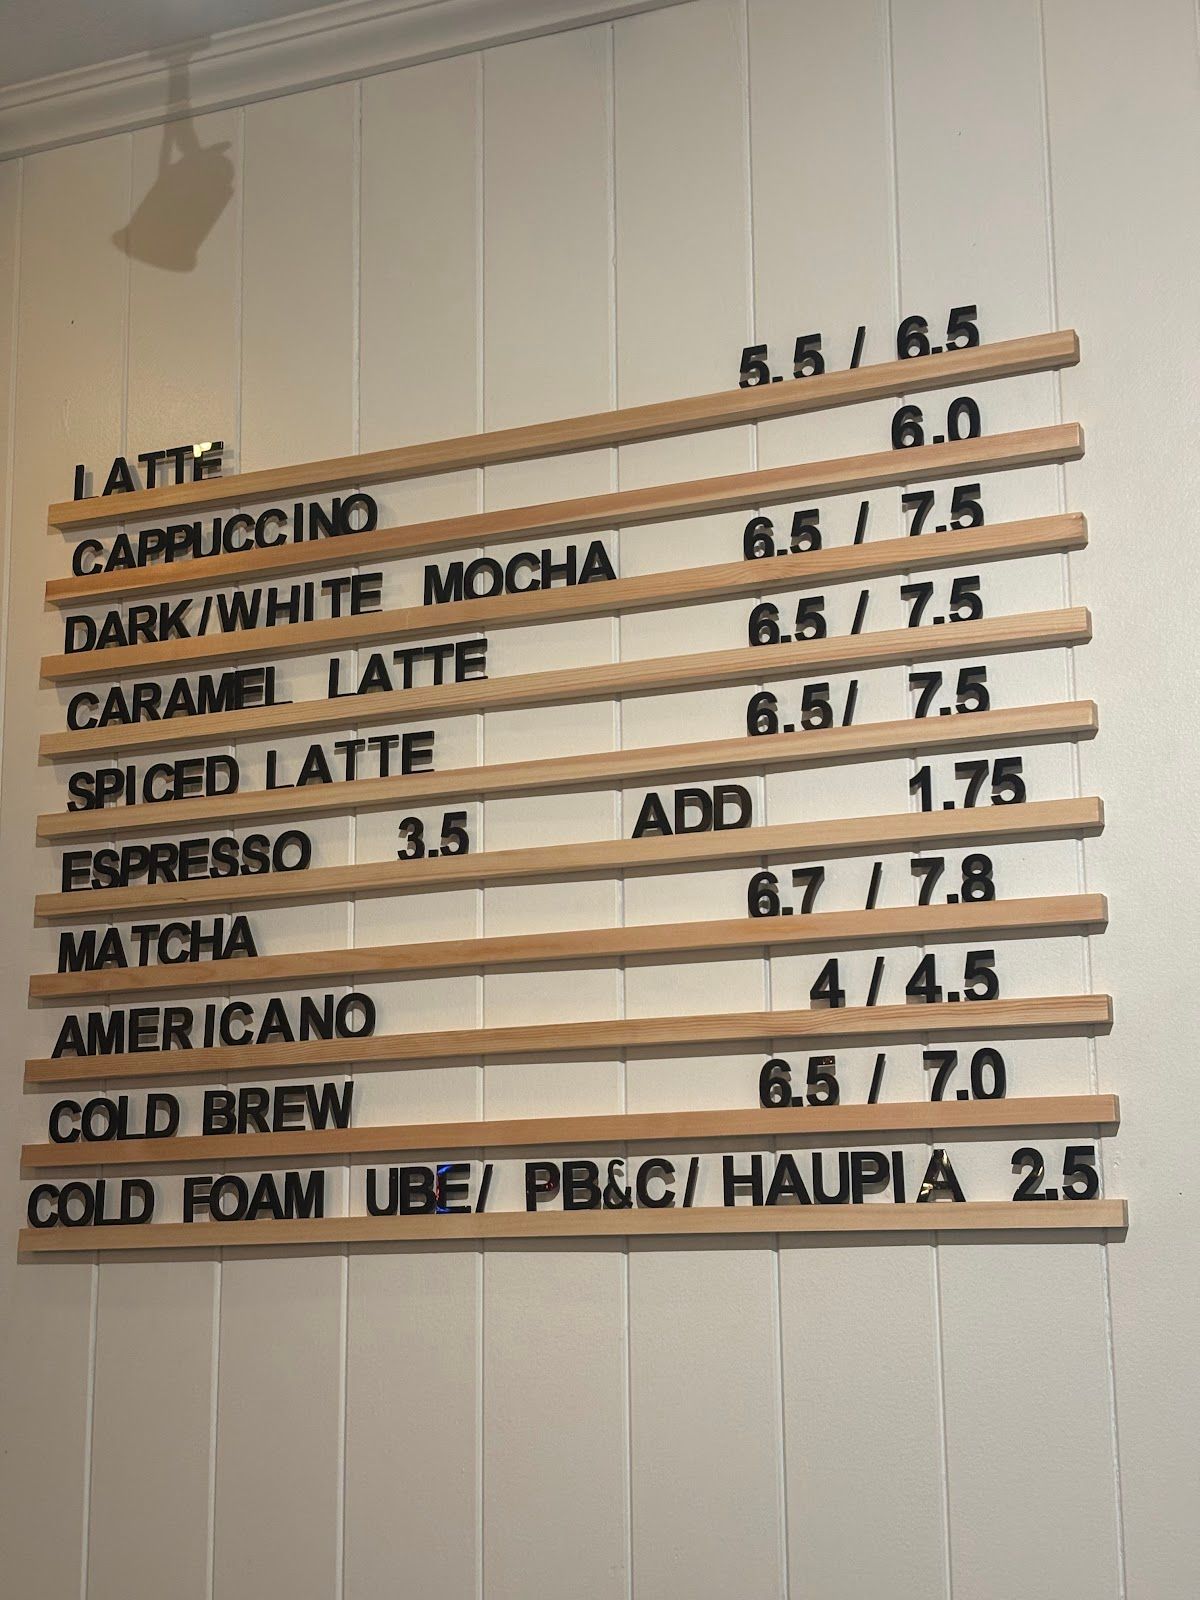 LATTE 5.5 / 6.5
CAPPUCCINO 6.0
DARK/WHITE MOCHA 6.5 / 7.5
CARAMEL LATTE 6.5 / 7.5
SPICED LATTE 6.5/ 7.5
ESPRESSO 3.5 ADD 1.75
MATCHA 6.7 / 7.8
AMERICANO 4 / 4.5
COLD BREW 6.5 / 7.0
COLD FOAM UBE/ PB&C/ HAUPIA 2.5